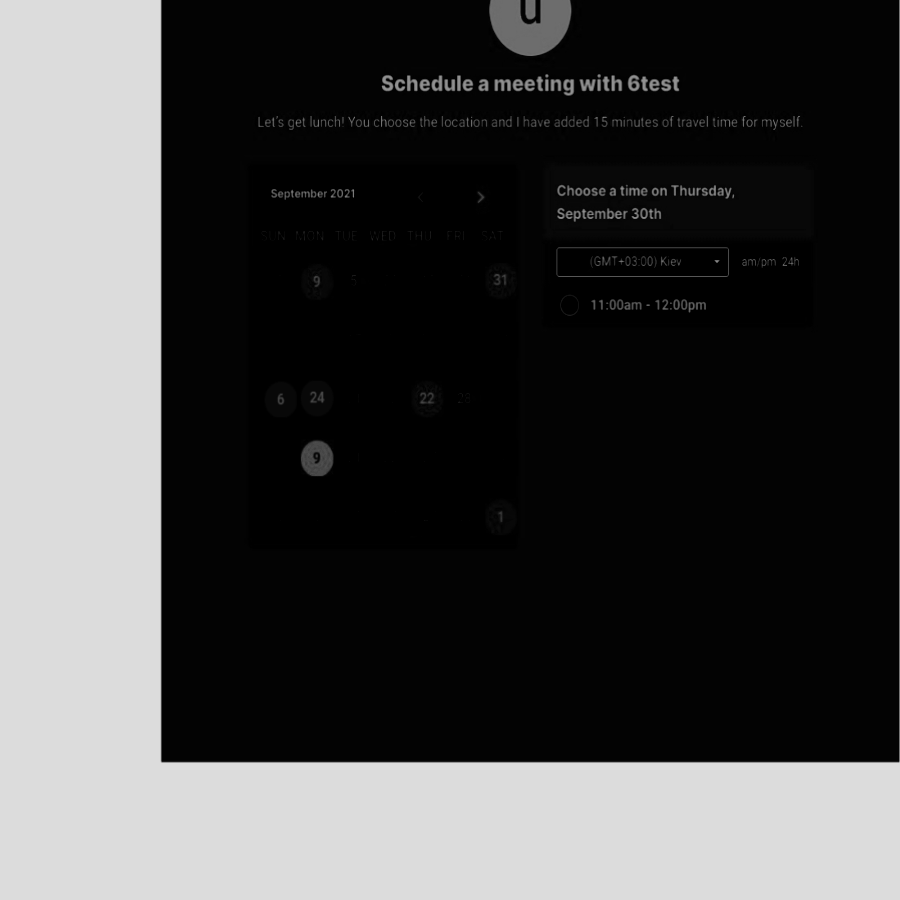 u
Schedule a meeting with 6test
Let's get lunch! You choose the location and I have added 15 minutes of travel time for myself.
September 2021
SUN MON TUE WED THU FRI SAT
9 5 31
6 24 22 28
9
1
Choose a time on Thursday,
September 30th
(GMT+03:00) Kiev am/pm 24h
11:00am - 12:00pm